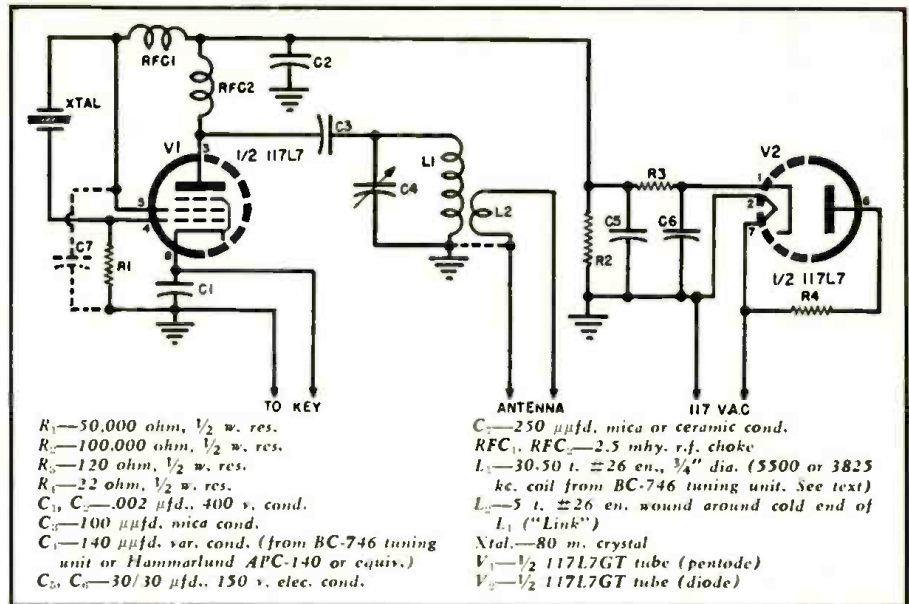 XTAL
RFC1
RFC2
C2
V1
3
1/2 117L7
C3
C4
L1
L2
5
4
C7
R1
8
C1
R3
R2
C5
C6
V2
1
2
7
6
1/2 117L7
R4
TO KEY
ANTENNA
117 V.A.C
R₁—50,000 ohm, ½ w. res.
R₂—100,000 ohm, ½ w. res.
R₃—120 ohm, ½ w. res.
R₄—22 ohm, ½ w. res.
C₁, C₂—.002 µfd., 400 v. cond.
C₃—100 µµfd. mica cond.
C₄—140 µµfd. var. cond. (from BC-746 tuning
unit or Hammarlund APC-140 or equiv.)
C₅, C₆—30/30 µfd., 150 v. elec. cond.
C₇—250 µµfd. mica or ceramic cond.
RFC₁, RFC₂—2.5 mhy. r.f. choke
L₁—30.50 t. #26 en., ¾" dia. (5500 or 3825
kc. coil from BC-746 tuning unit. See text)
L₂—5 t. #26 en. wound around cold end of
L₁ ("Link")
Xtal.—80 m. crystal
V₁—½ 117L7GT tube (pentode)
V₂—½ 117L7GT tube (diode)